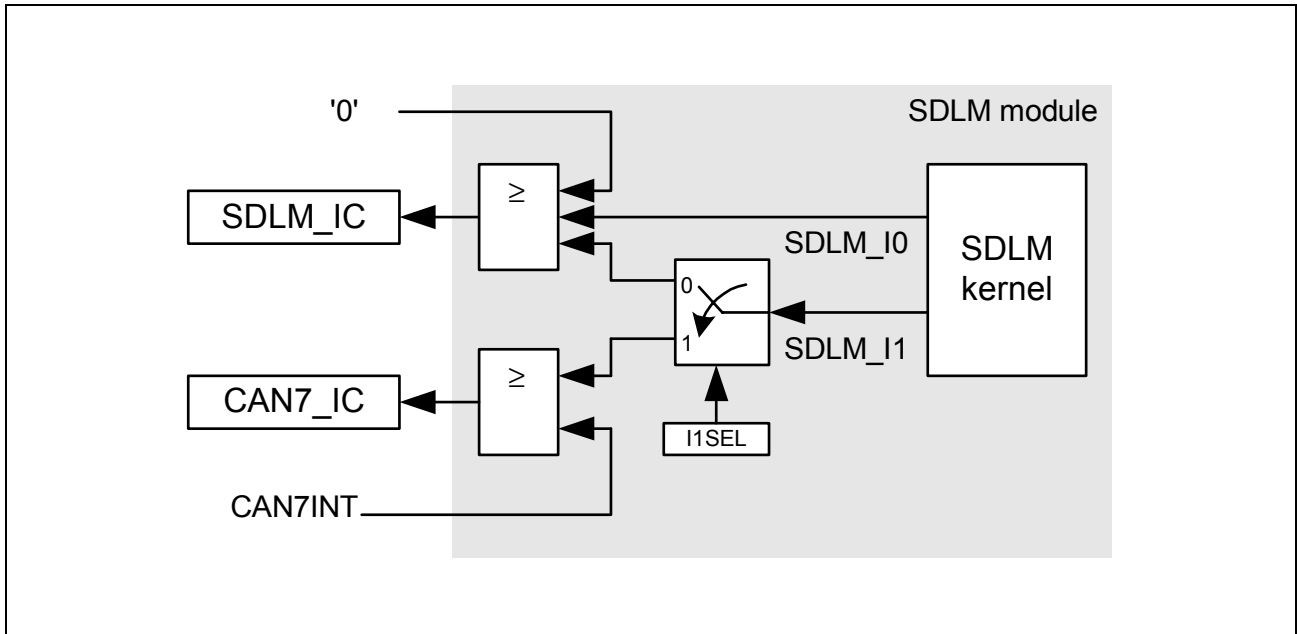 '0'
SDLM module
≥
SDLM_IC
SDLM_I0
SDLM
kernel
0
1
SDLM_I1
≥
CAN7_IC
I1SEL
CAN7INT